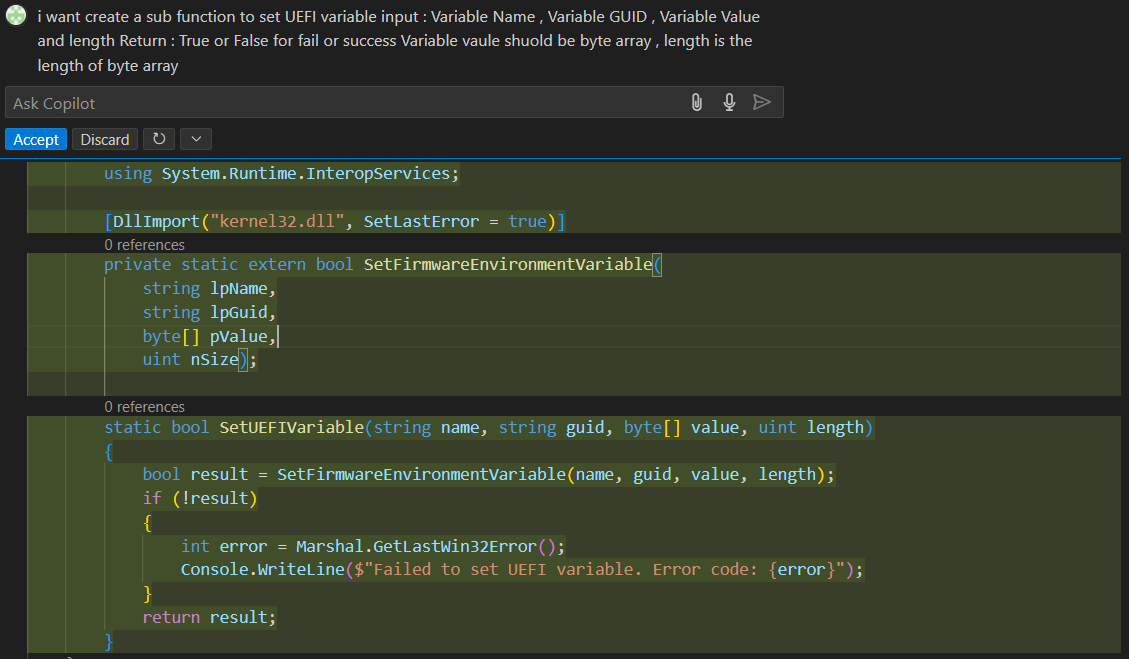 i want create a sub function to set UEFI variable input : Variable Name , Variable GUID , Variable Value
and length Return : True or False for fail or success Variable vaule shuold be byte array , length is the
length of byte array
Ask Copilot
Accept Discard
using System.Runtime.InteropServices;
[DllImport("kernel32.dll", SetLastError = true)]
0 references
private static extern bool SetFirmwareEnvironmentVariable(
string lpName,
string lpGuid,
byte[] pValue,
uint nSize);
0 references
static bool SetUEFIVariable(string name, string guid, byte[] value, uint length)
{
bool result = SetFirmwareEnvironmentVariable(name, guid, value, length);
if (!result)
{
int error = Marshal.GetLastWin32Error();
Console.WriteLine($"Failed to set UEFI variable. Error code: {error}");
}
return result;
}